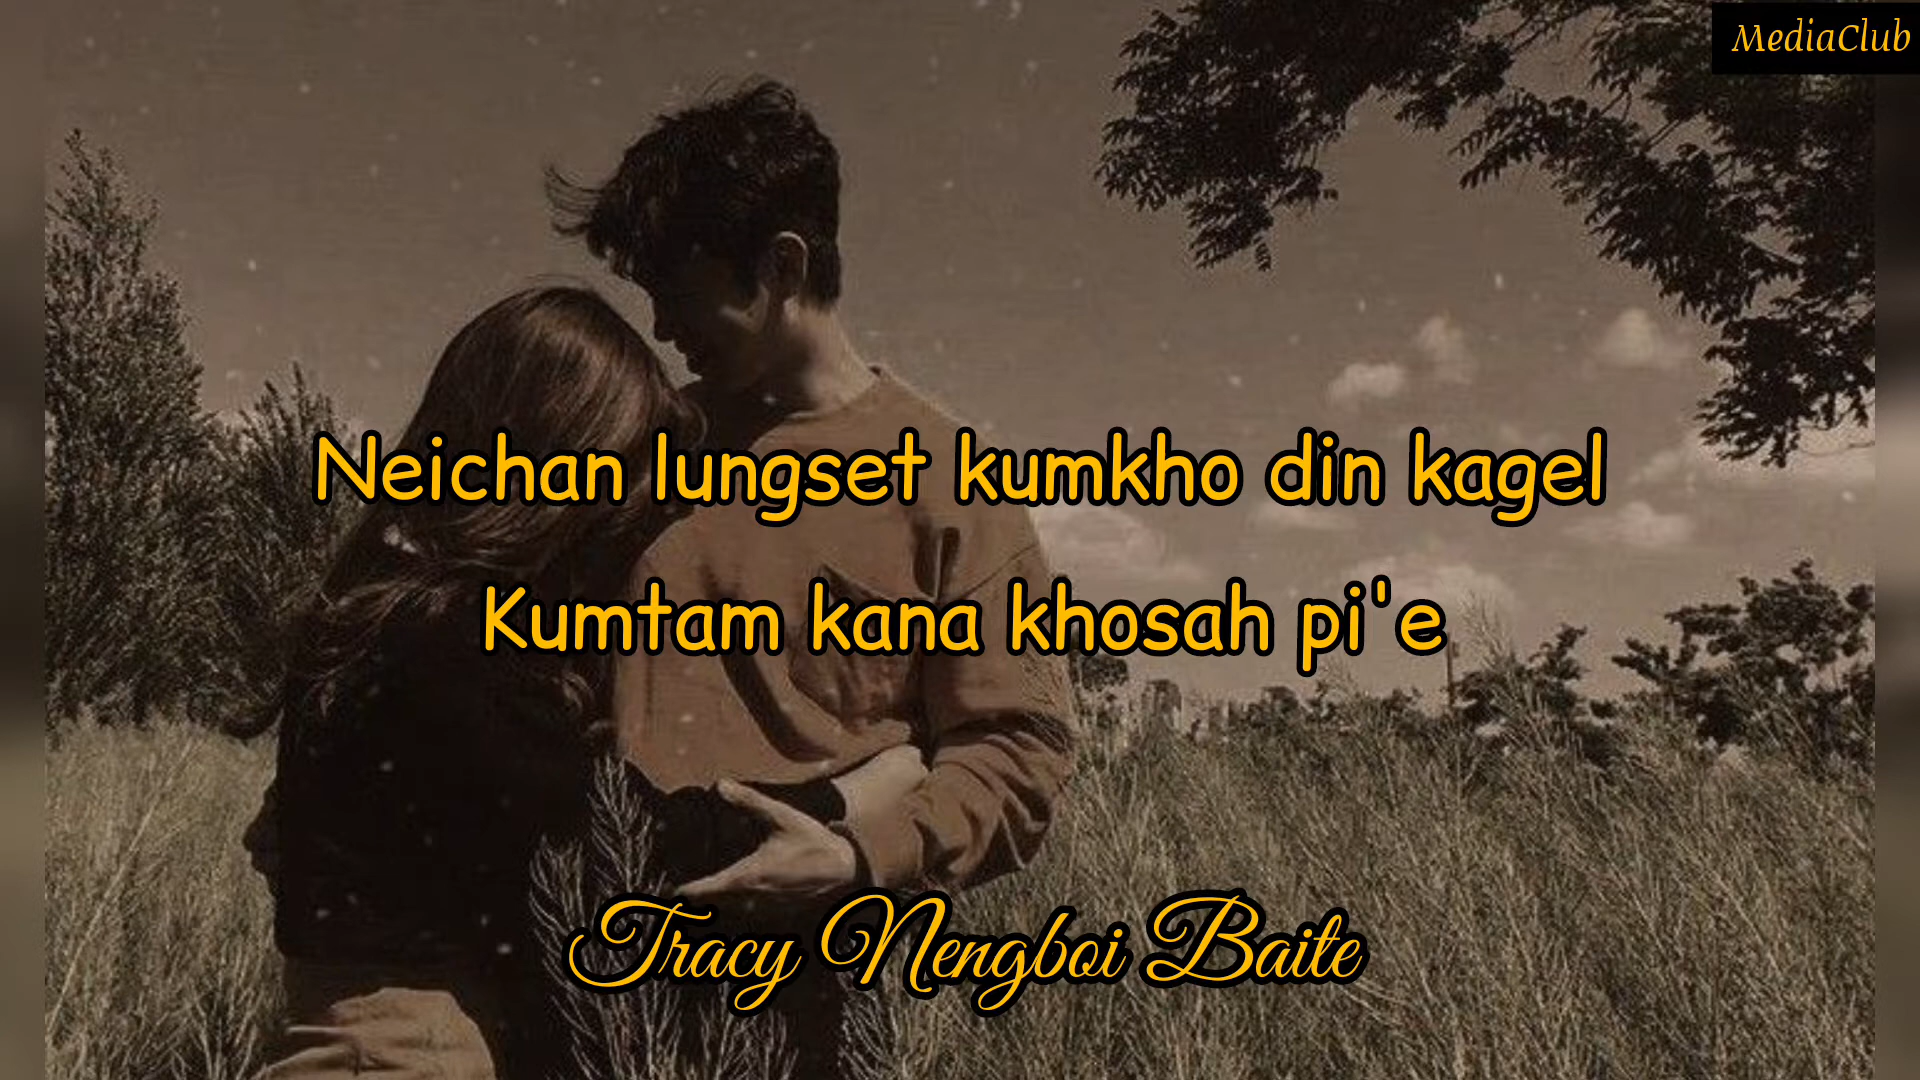 MediaClub
Neichan lungset kumkho din kagel
Kumtam kana khosah pi'e
Tracy Nengboi Baite